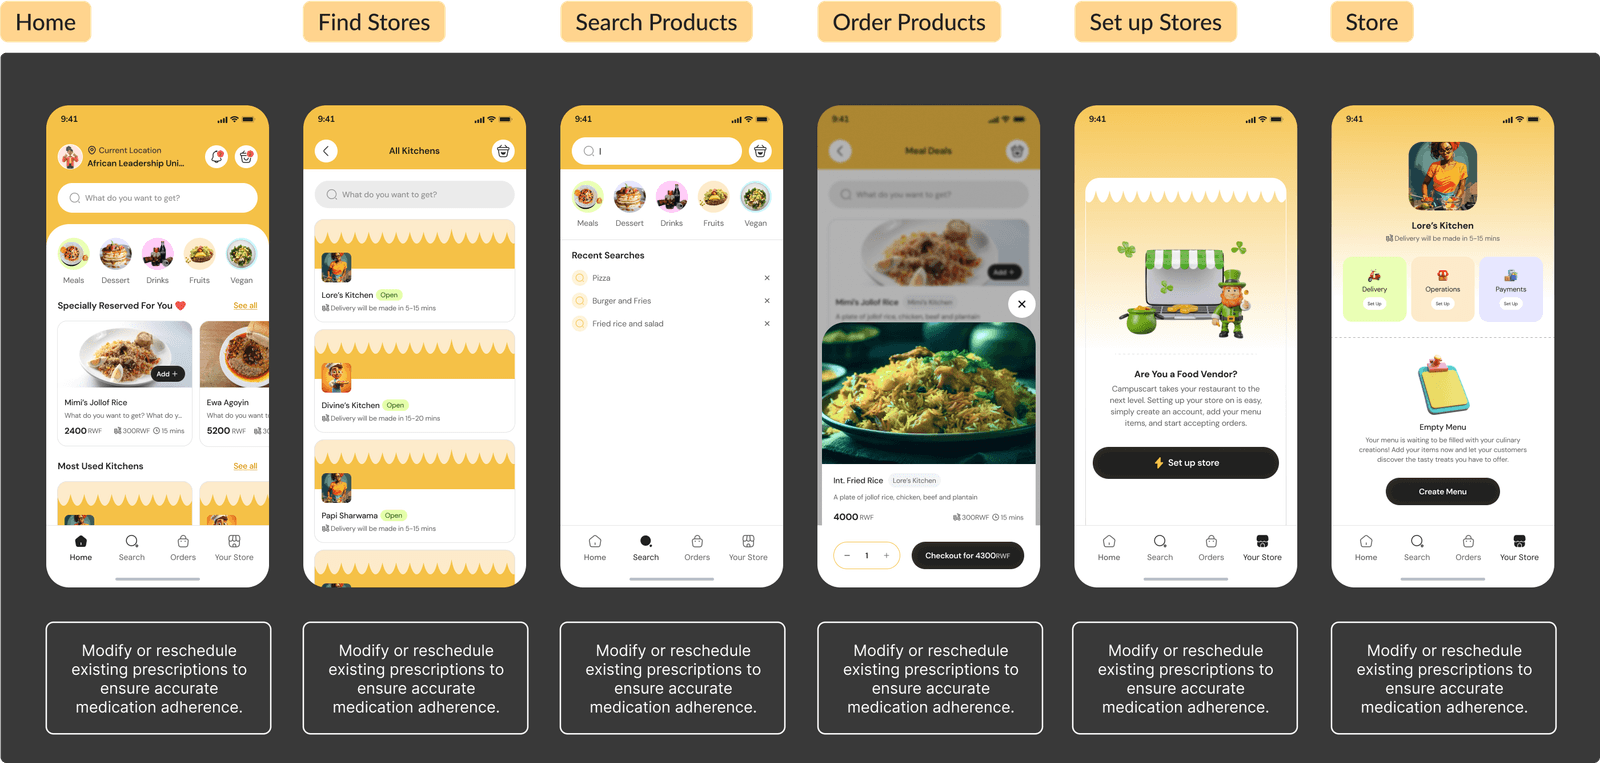 Home
Find Stores
Search Products
Order Products
Set up Stores
Store
9:41
Current Location
African Leadership Uni...
What do you want to get?
Meals
Dessert
Drinks
Fruits
Vegan
Specially Reserved For You
See all
Add +
Mimi's Jollof Rice
What do you want to get? What do y...
2400 RWF
300RWF
15 mins
Ewa Agoyin
What do you want t
5200 RWF
30
Most Used Kitchens
See all
Home
Search
Orders
Your Store
9:41
All Kitchens
What do you want to get?
Lore's Kitchen
Open
Delivery will be made in 5-15 mins
Divine's Kitchen
Open
Delivery will be made in 15-20 mins
Papi Sharwama
Open
Delivery will be made in 5-15 mins
9:41
Meals
Dessert
Drinks
Fruits
Vegan
Recent Searches
Pizza
Burger and Fries
Fried rice and salad
Home
Search
Orders
Your Store
9:41
Meal Deals
What do you want to get?
Add +
Mimi's Jollof Rice
Mimi's Kitchen
A plate of jollof rice, chicken, beef and plantain
Int. Fried Rice
Lore's Kitchen
A plate of jollof rice, chicken, beef and plantain
4000 RWF
300RWF
15 mins
− 1 +
Checkout for 4300RWF
9:41
Are You a Food Vendor?
Campuscart takes your restaurant to the
next level. Setting up your store on is easy,
simply create an account, add your menu
items, and start accepting orders.
Set up store
Home
Search
Orders
Your Store
9:41
Lore's Kitchen
Delivery will be made in 5-15 mins
Delivery
Set Up
Operations
Set Up
Payments
Set Up
Empty Menu
Your menu is waiting to be filled with your culinary
creations! Add your items now and let your customers
discover the tasty treats you have to offer.
Create Menu
Home
Search
Orders
Your Store
Modify or reschedule
existing prescriptions to
ensure accurate
medication adherence.
Modify or reschedule
existing prescriptions to
ensure accurate
medication adherence.
Modify or reschedule
existing prescriptions to
ensure accurate
medication adherence.
Modify or reschedule
existing prescriptions to
ensure accurate
medication adherence.
Modify or reschedule
existing prescriptions to
ensure accurate
medication adherence.
Modify or reschedule
existing prescriptions to
ensure accurate
medication adherence.